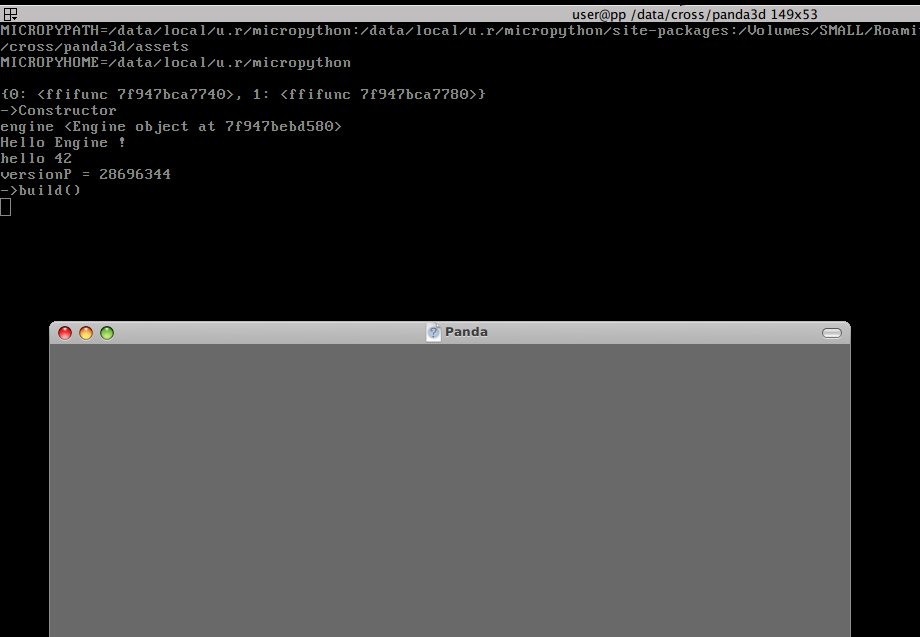 user@pp /data/cross/panda3d 149x53
MICROPYPATH=/data/local/u.r/micropython:/data/local/u.r/micropython/site-packages:/Volumes/SMALL/Roami
/cross/panda3d/assets
MICROPYHOME=/data/local/u.r/micropython
{0: <ffifunc 7f947bca7740>, 1: <ffifunc 7f947bca7780>}
->Constructor
engine <Engine object at 7f947bebd580>
Hello Engine !
hello 42
versionP = 28696344
->build()
Panda